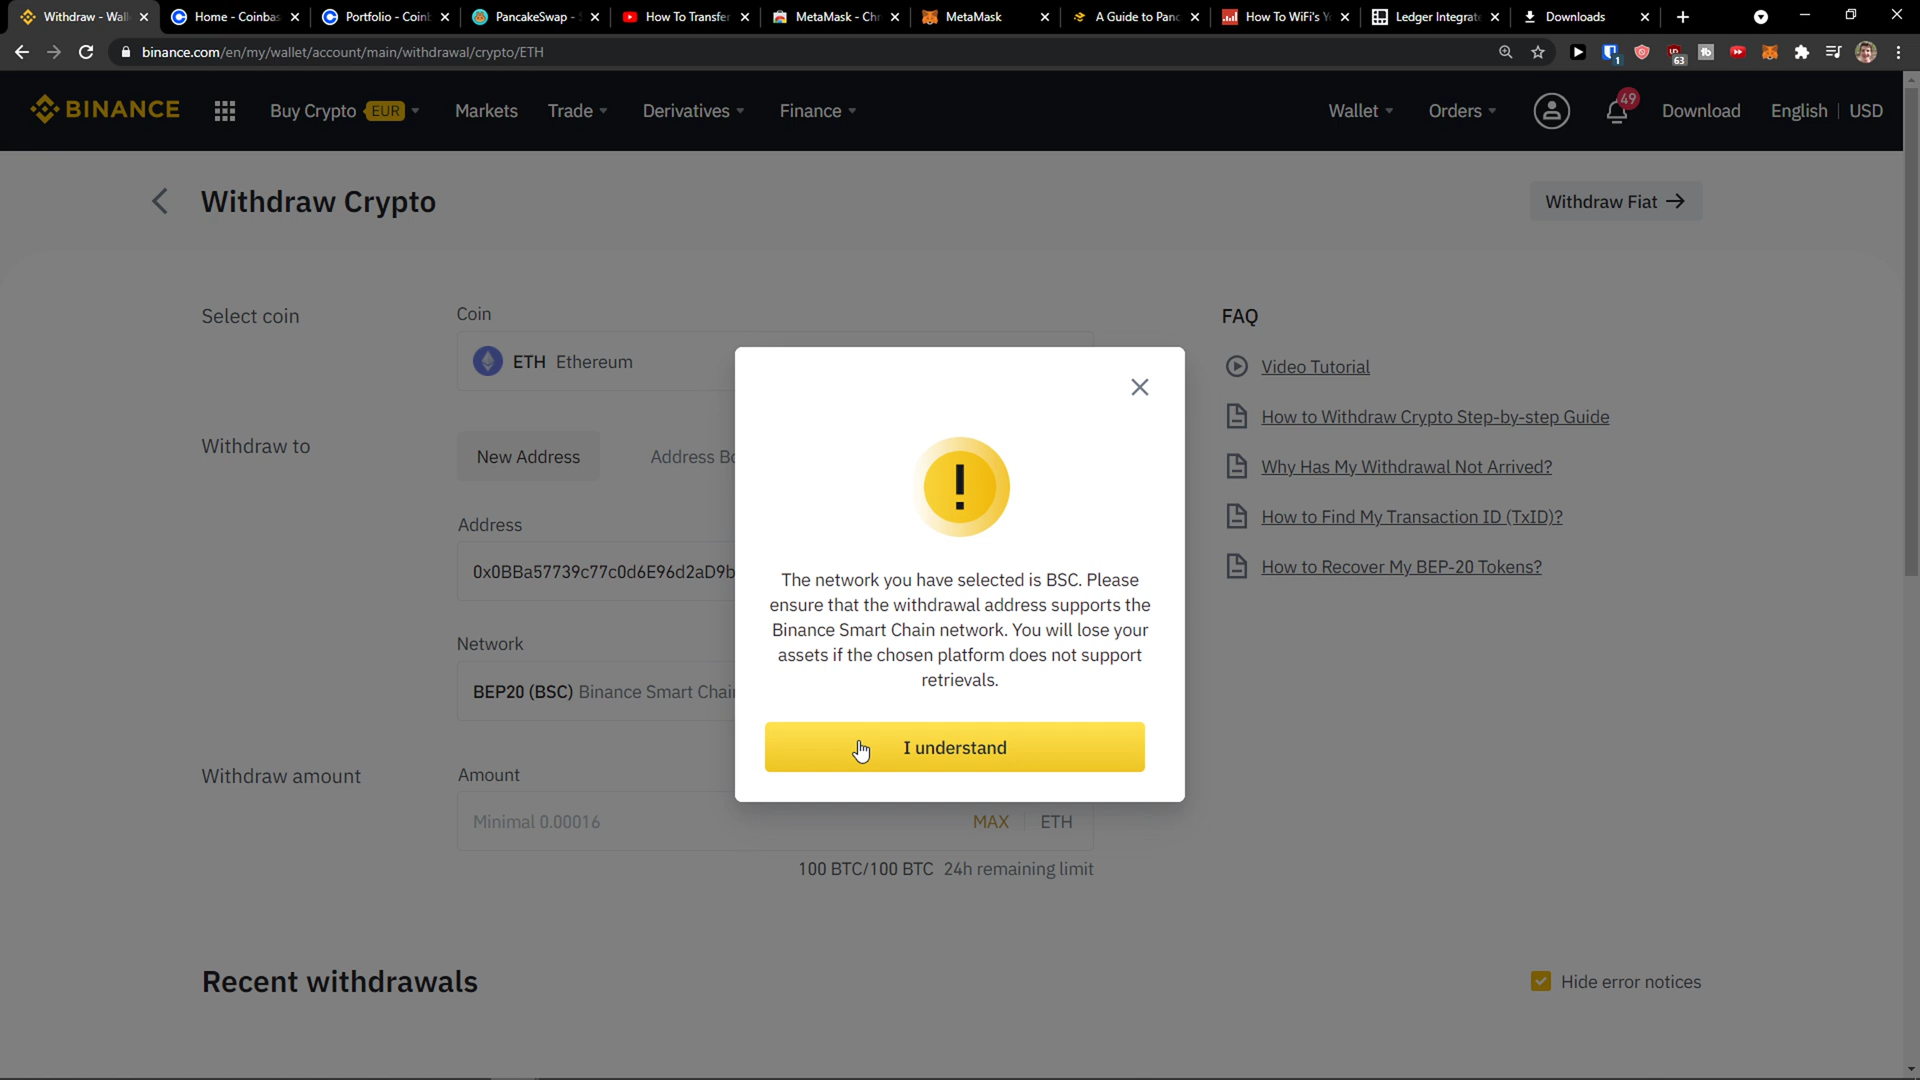 Withdraw - Wall
Home - Coinbas
Portfolio - Coin
PancakeSwap -
How To Transfer
MetaMask - Chr
MetaMask
A Guide to Panc
How To WiFi's Y
Ledger Integrat
Downloads
binance.com/en/my/wallet/account/main/withdrawal/crypto/ETH
1
63
BINANCE
Buy Crypto EUR
Markets
Trade
Derivatives
Finance
Wallet
Orders
49
Download
English | USD
Withdraw Crypto
Withdraw Fiat →
Select coin
Coin
ETH Ethereum
FAQ
Video Tutorial
How to Withdraw Crypto Step-by-step Guide
Why Has My Withdrawal Not Arrived?
How to Find My Transaction ID (TxID)?
How to Recover My BEP-20 Tokens?
Withdraw to
New Address
Address Bo
Address
0x0BBa57739c77c0d6E96d2aD9b
Network
BEP20 (BSC) Binance Smart Chai
!
The network you have selected is BSC. Please
ensure that the withdrawal address supports the
Binance Smart Chain network. You will lose your
assets if the chosen platform does not support
retrievals.
I understand
Withdraw amount
Amount
Minimal 0.00016
MAX
ETH
100 BTC/100 BTC 24h remaining limit
Recent withdrawals
Hide error notices